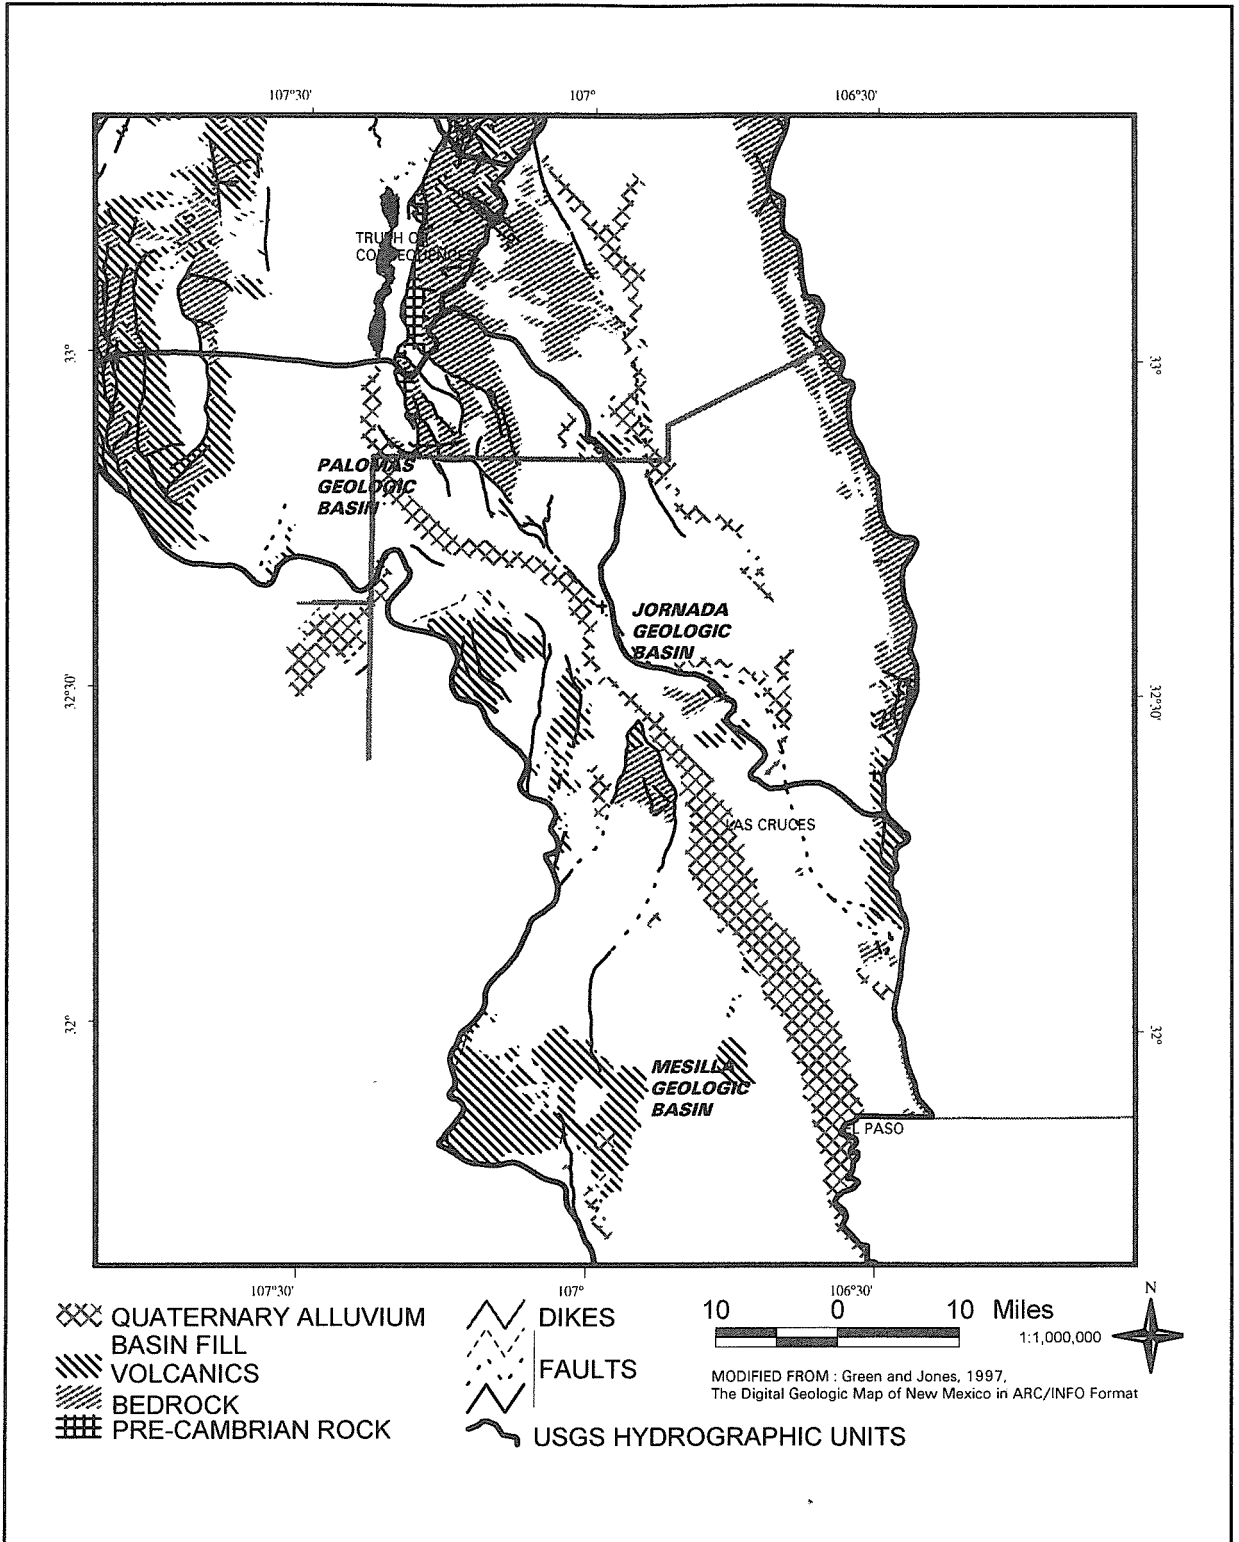 107°30' 107° 106°30'
TRUTH OR
CONSEQUENCES
33° 33°
PALOMAS
GEOLOGIC
BASIN
JORNADA
GEOLOGIC
BASIN
32°30' 32°30'
LAS CRUCES
32° 32°
MESILLA
GEOLOGIC
BASIN
EL PASO
107°30' 107° 106°30'
QUATERNARY ALLUVIUM
BASIN FILL
VOLCANICS
BEDROCK
PRE-CAMBRIAN ROCK
DIKES
FAULTS
USGS HYDROGRAPHIC UNITS
10 0 10 Miles
1:1,000,000
N
MODIFIED FROM : Green and Jones, 1997,
The Digital Geologic Map of New Mexico in ARC/INFO Format